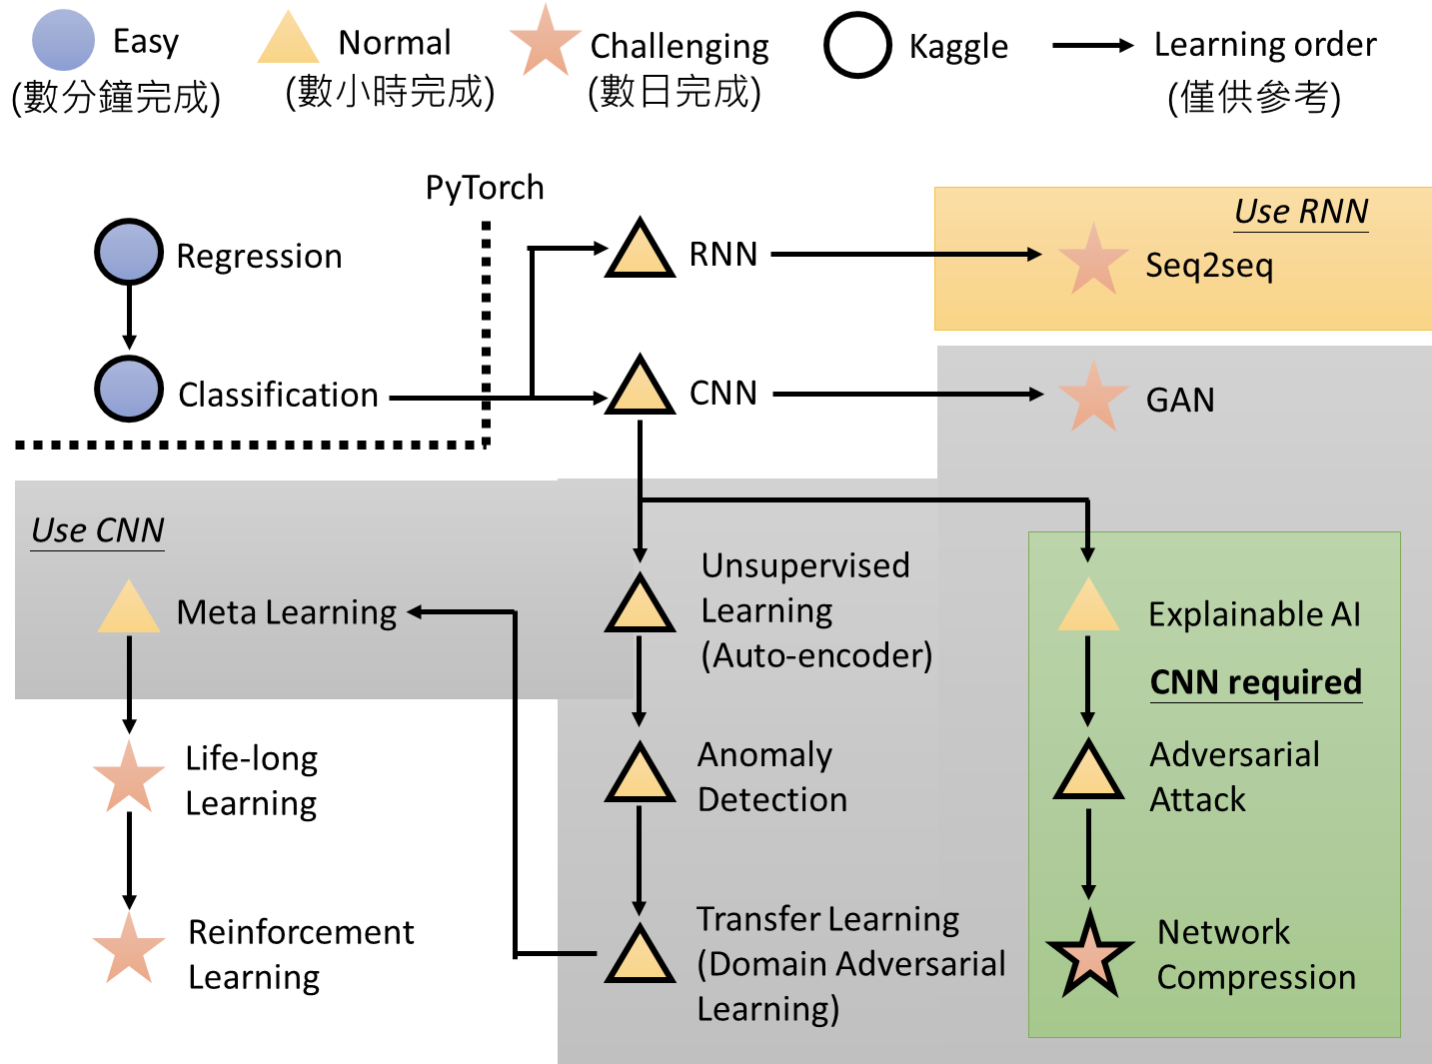 Easy
(數分鐘完成)
Normal
(數小時完成)
Challenging
(數日完成)
Kaggle
Learning order
(僅供參考)
PyTorch
Regression
Classification
RNN
CNN
Use RNN
Seq2seq
GAN
Use CNN
Meta Learning
Life-long
Learning
Reinforcement
Learning
Unsupervised
Learning
(Auto-encoder)
Anomaly
Detection
Transfer Learning
(Domain Adversarial
Learning)
Explainable AI
CNN required
Adversarial
Attack
Network
Compression